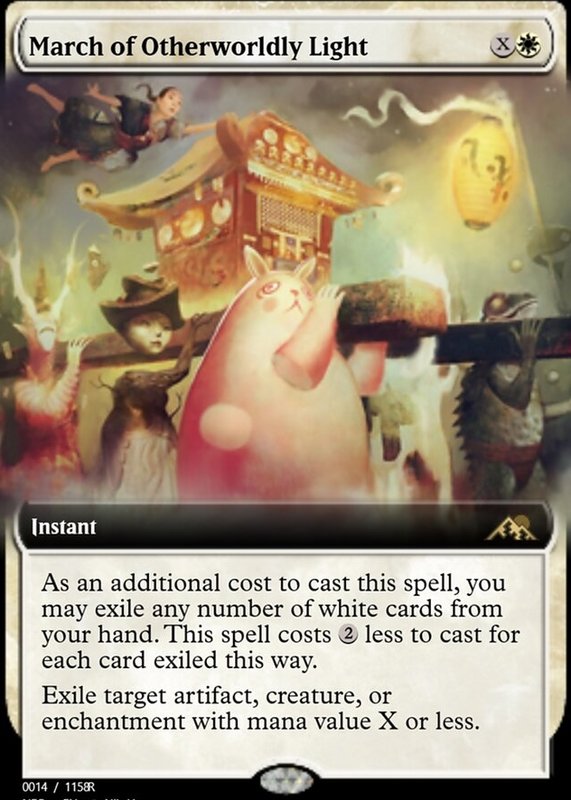 March of Otherworldly Light X
Instant
As an additional cost to cast this spell, you
may exile any number of white cards from
your hand. This spell costs 2 less to cast for
each card exiled this way.
Exile target artifact, creature, or
enchantment with mana value X or less.
0014 / 1158R